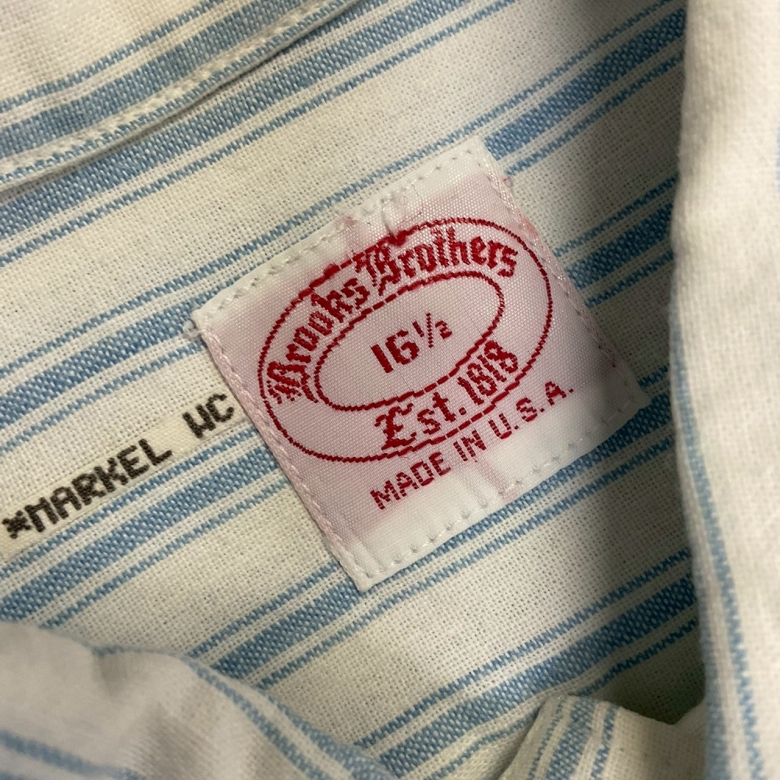 Brooks Brothers
16½
Est. 1818
MADE IN U.S.A.
*MARKEL WC